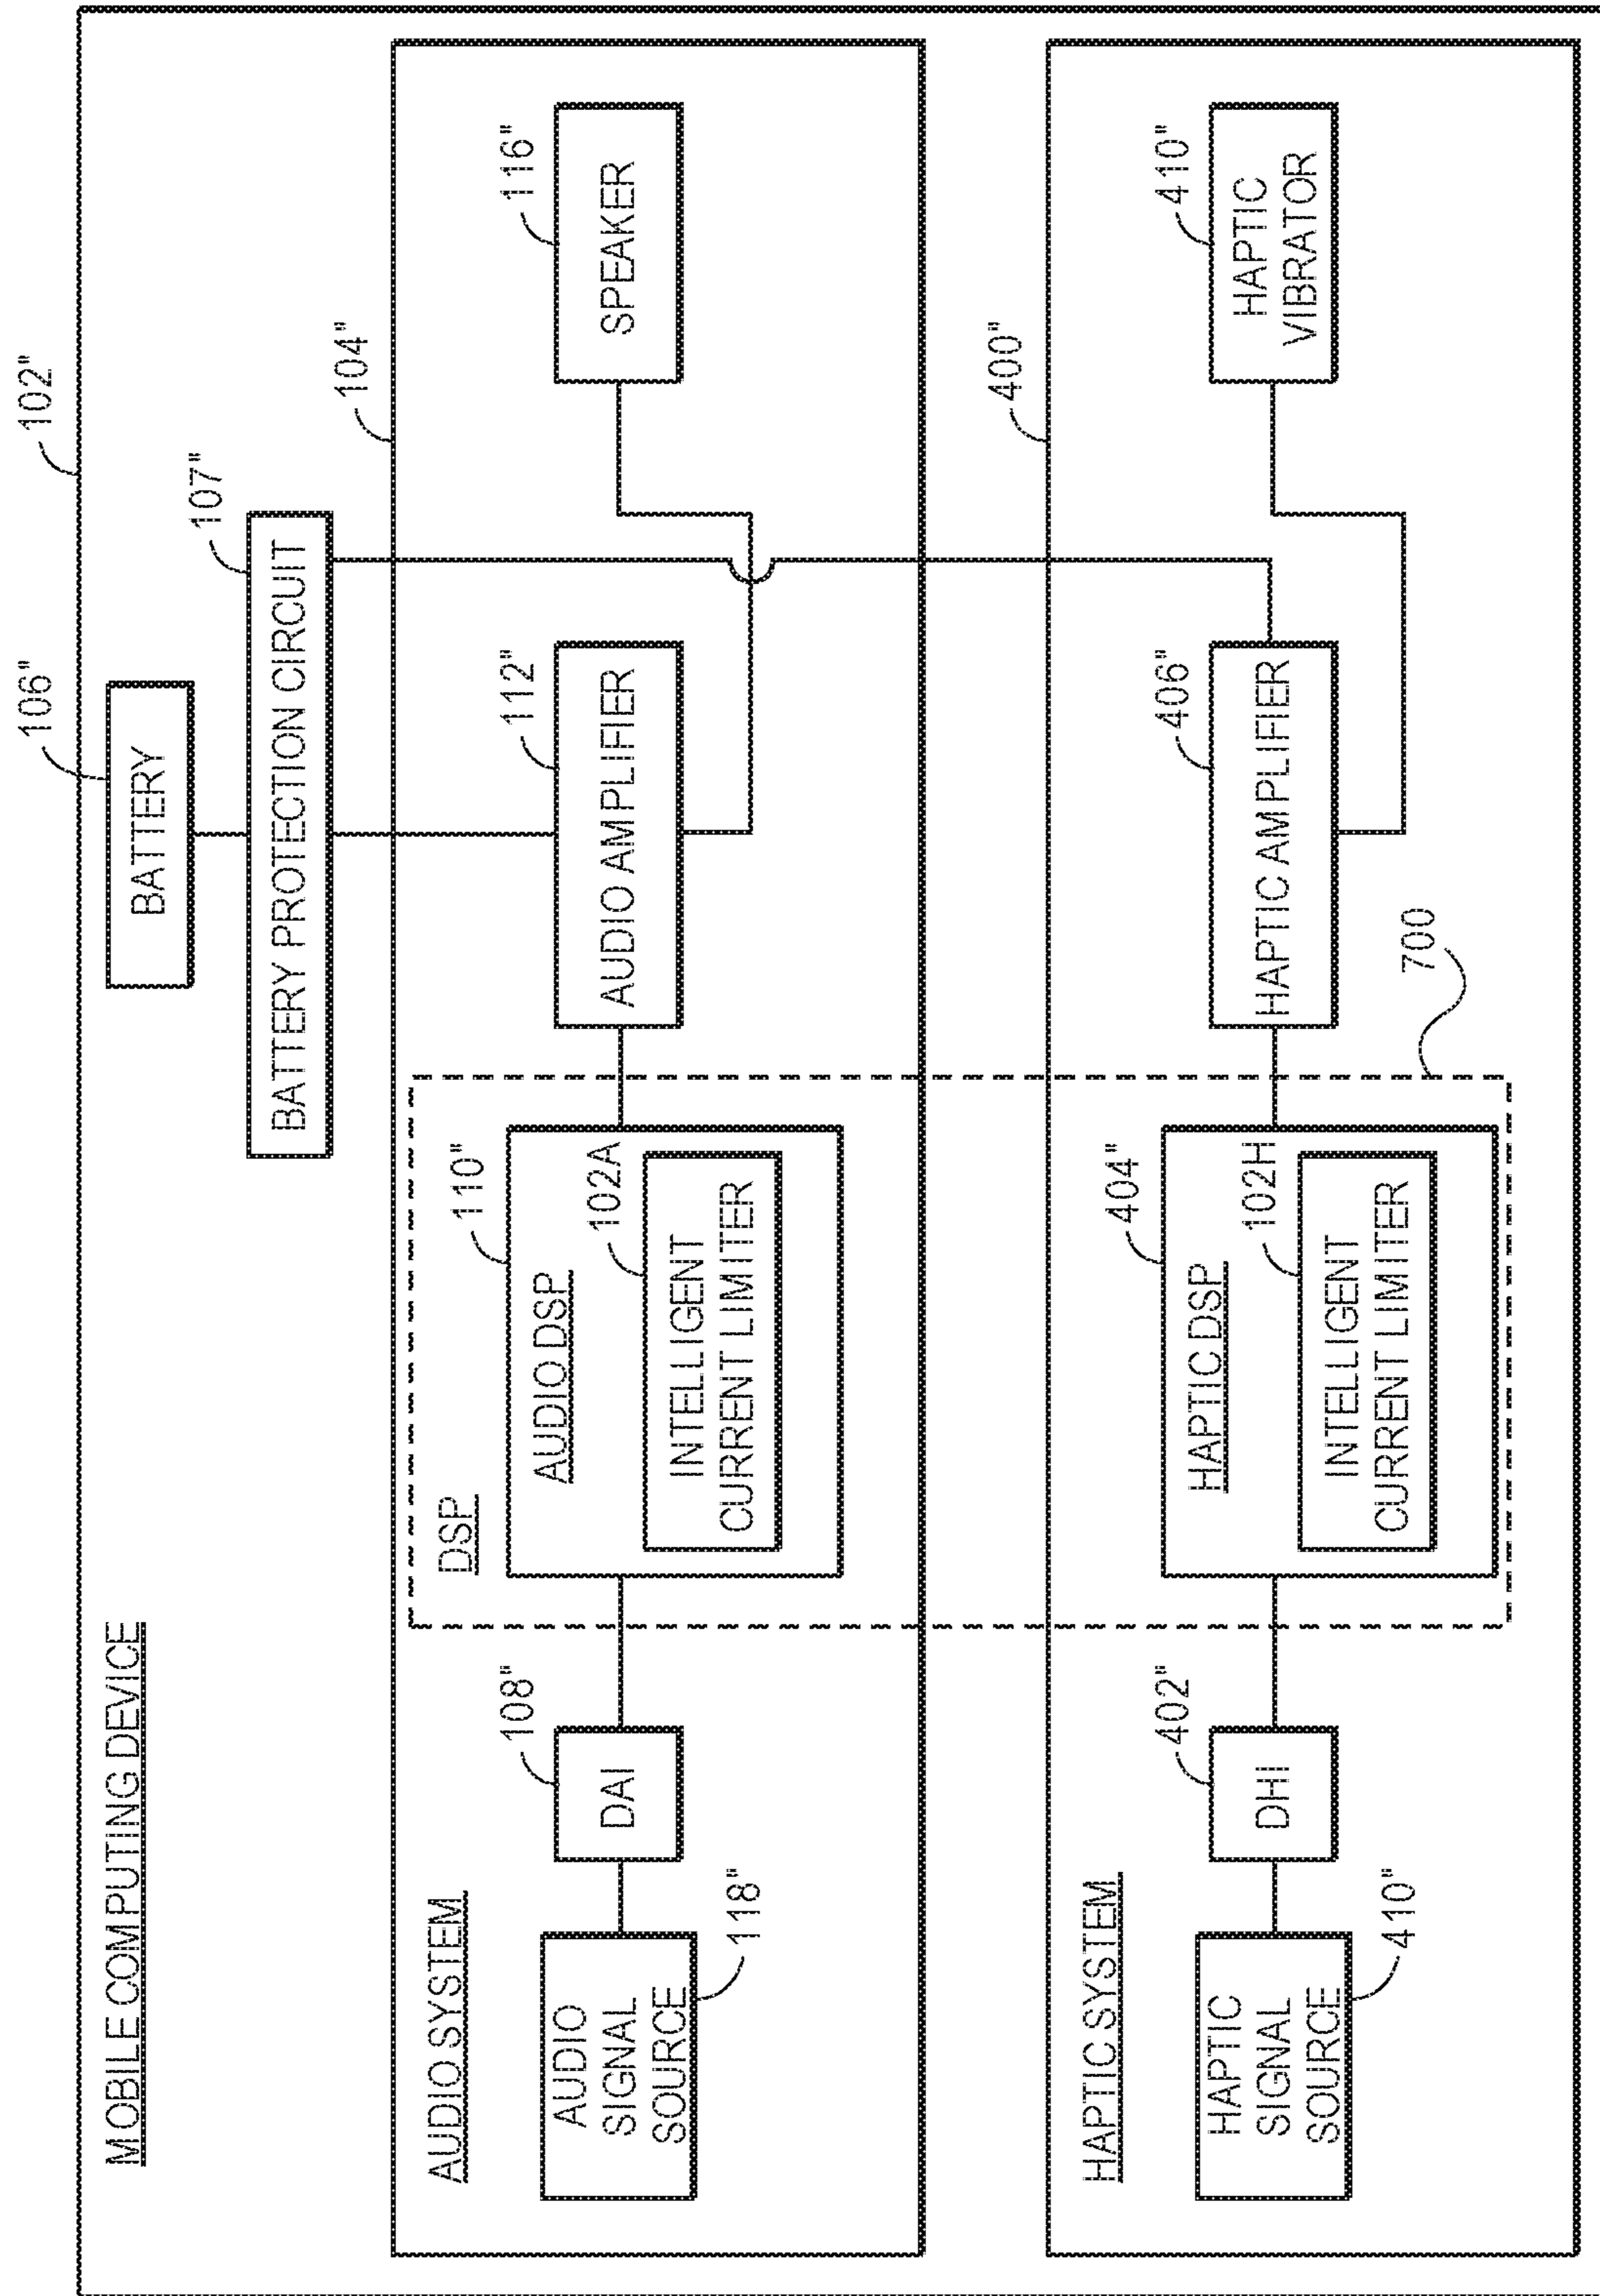 102"
106"
107"
MOBILE COMPUTING DEVICE
BATTERY
BATTERY PROTECTION CIRCUIT
104"
AUDIO SYSTEM
DSP
110"
AUDIO DSP
118"
AUDIO
SIGNAL
SOURCE
108"
DAI
102A
INTELLIGENT
CURRENT LIMITER
112"
AUDIO AMPLIFIER
116"
SPEAKER
400"
HAPTIC SYSTEM
404"
HAPTIC DSP
410"
HAPTIC
SIGNAL
SOURCE
402"
DHI
102H
INTELLIGENT
CURRENT LIMITER
406"
HAPTIC AMPLIFIER
410"
HAPTIC
VIBRATOR
700